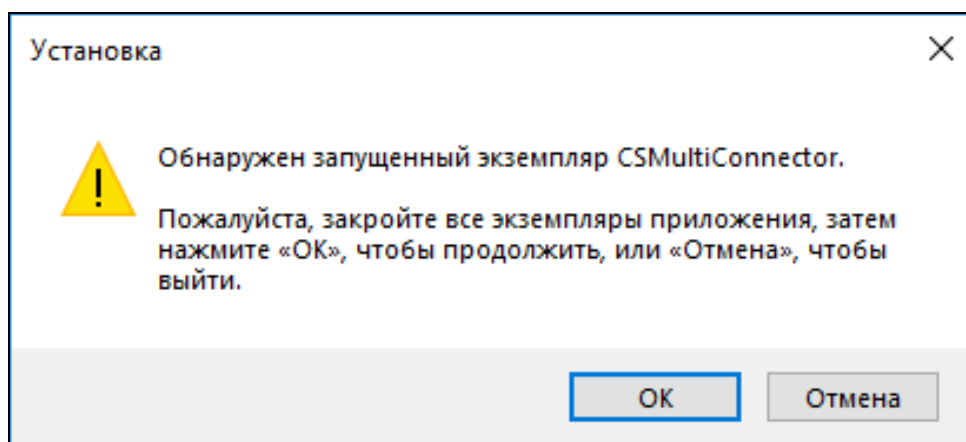 Установка
Обнаружен запущенный экземпляр CSMultiConnector.
Пожалуйста, закройте все экземпляры приложения, затем
нажмите «OK», чтобы продолжить, или «Отмена», чтобы
выйти.
OK
Отмена